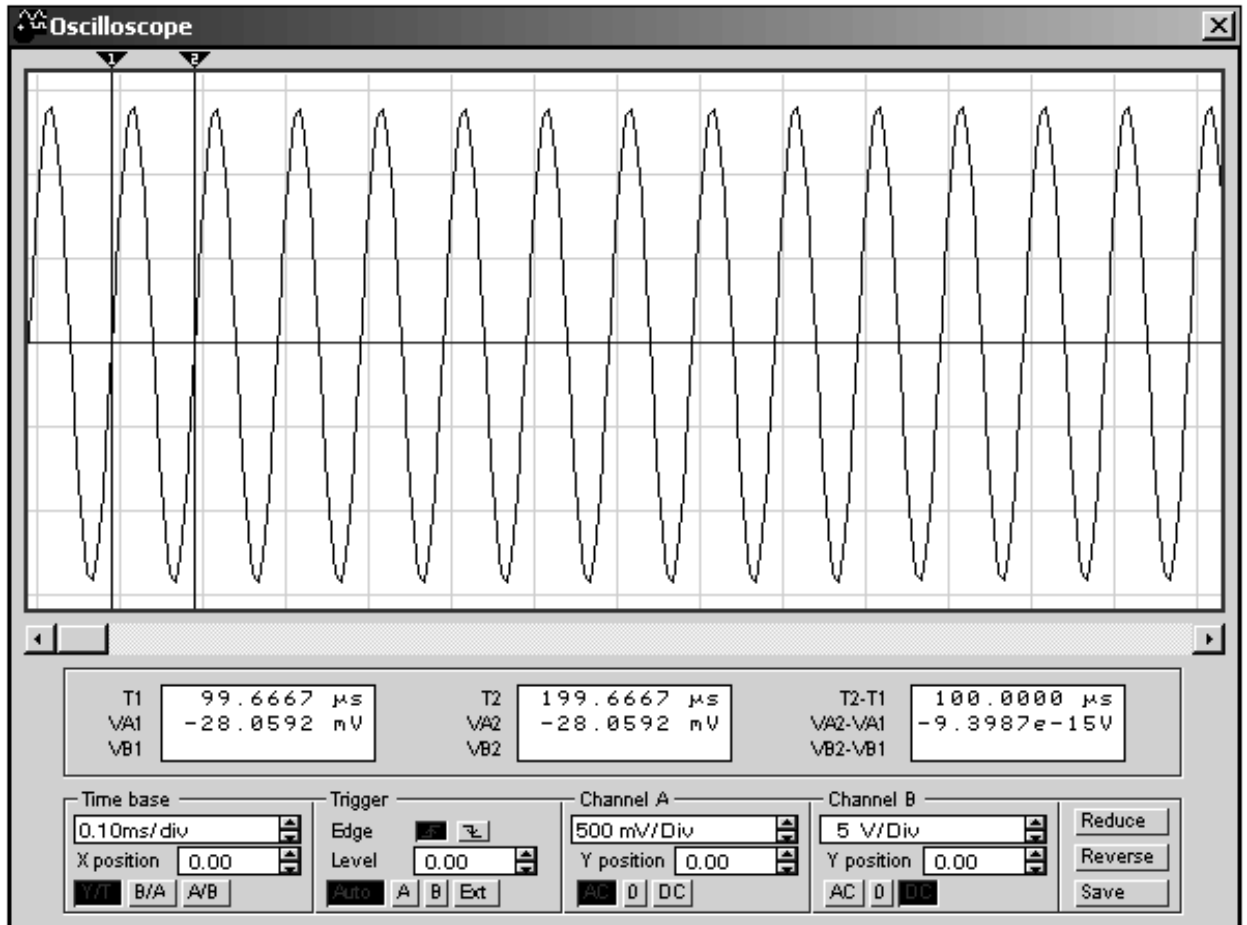 Oscilloscope
1 2
T1 99.6667 µs
VA1 -28.0592 mV
VB1
T2 199.6667 µs
VA2 -28.0592 mV
VB2
T2-T1 100.0000 µs
VA2-VA1 -9.3987e-15V
VB2-VB1
Time base
0.10ms/div
X position 0.00
Y/T B/A A/B
Trigger
Edge
Level 0.00
Auto A B Ext
Channel A
500 mV/Div
Y position 0.00
AC 0 DC
Channel B
5 V/Div
Y position 0.00
AC 0 DC
Reduce
Reverse
Save